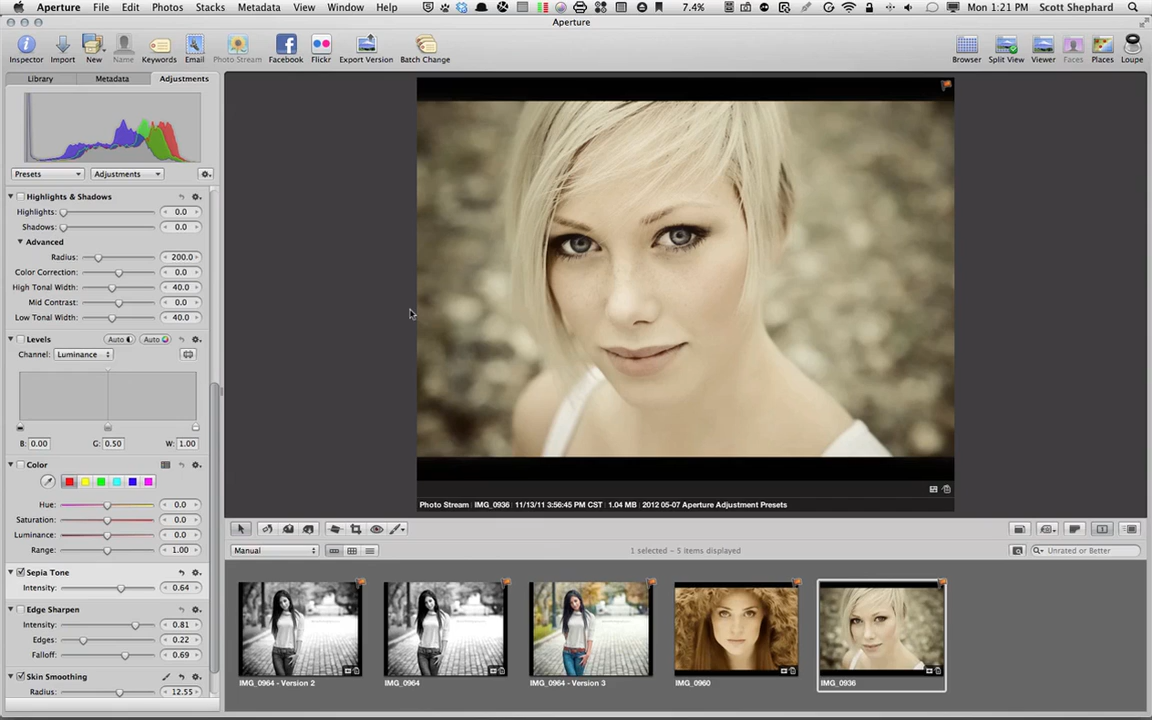 Aperture File Edit Photos Stacks Metadata Reports View Window Help 7.4% Mon 1:21 PM Scott Shephard
Aperture
Inspector Import New Name Keywords Email Photo Stream Facebook Flickr Export Version Batch Change Browser Split View Viewer Faces Places Loupe
Library Metadata Adjustments
Presets Adjustments
Highlights & Shadows
Highlights: 0.0
Shadows: 0.0
Advanced
Radius: 200.0
Color Correction: 0.0
High Tonal Width: 40.0
Mid Contrast: 0.0
Low Tonal Width: 40.0
Levels Auto Auto
Channel: Luminance
B: 0.00 G: 0.50 W: 1.00
Color
Hue: 0.0
Saturation: 0.0
Luminance: 0.0
Range: 1.00
Sepia Tone
Intensity: 0.64
Edge Sharpen
Intensity: 0.81
Edges: 0.22
Falloff: 0.69
Skin Smoothing
Radius: 12.55
Photo Stream IMG_0936 11/13/11 3:56:45 PM CST 1.04 MB 2012 05-07 Aperture Adjustment Presets
Manual 1 selected - 5 items displayed Unrated or Better
IMG_0964 - Version 2 IMG_0964 IMG_0964 - Version 3 IMG_0960 IMG_0936